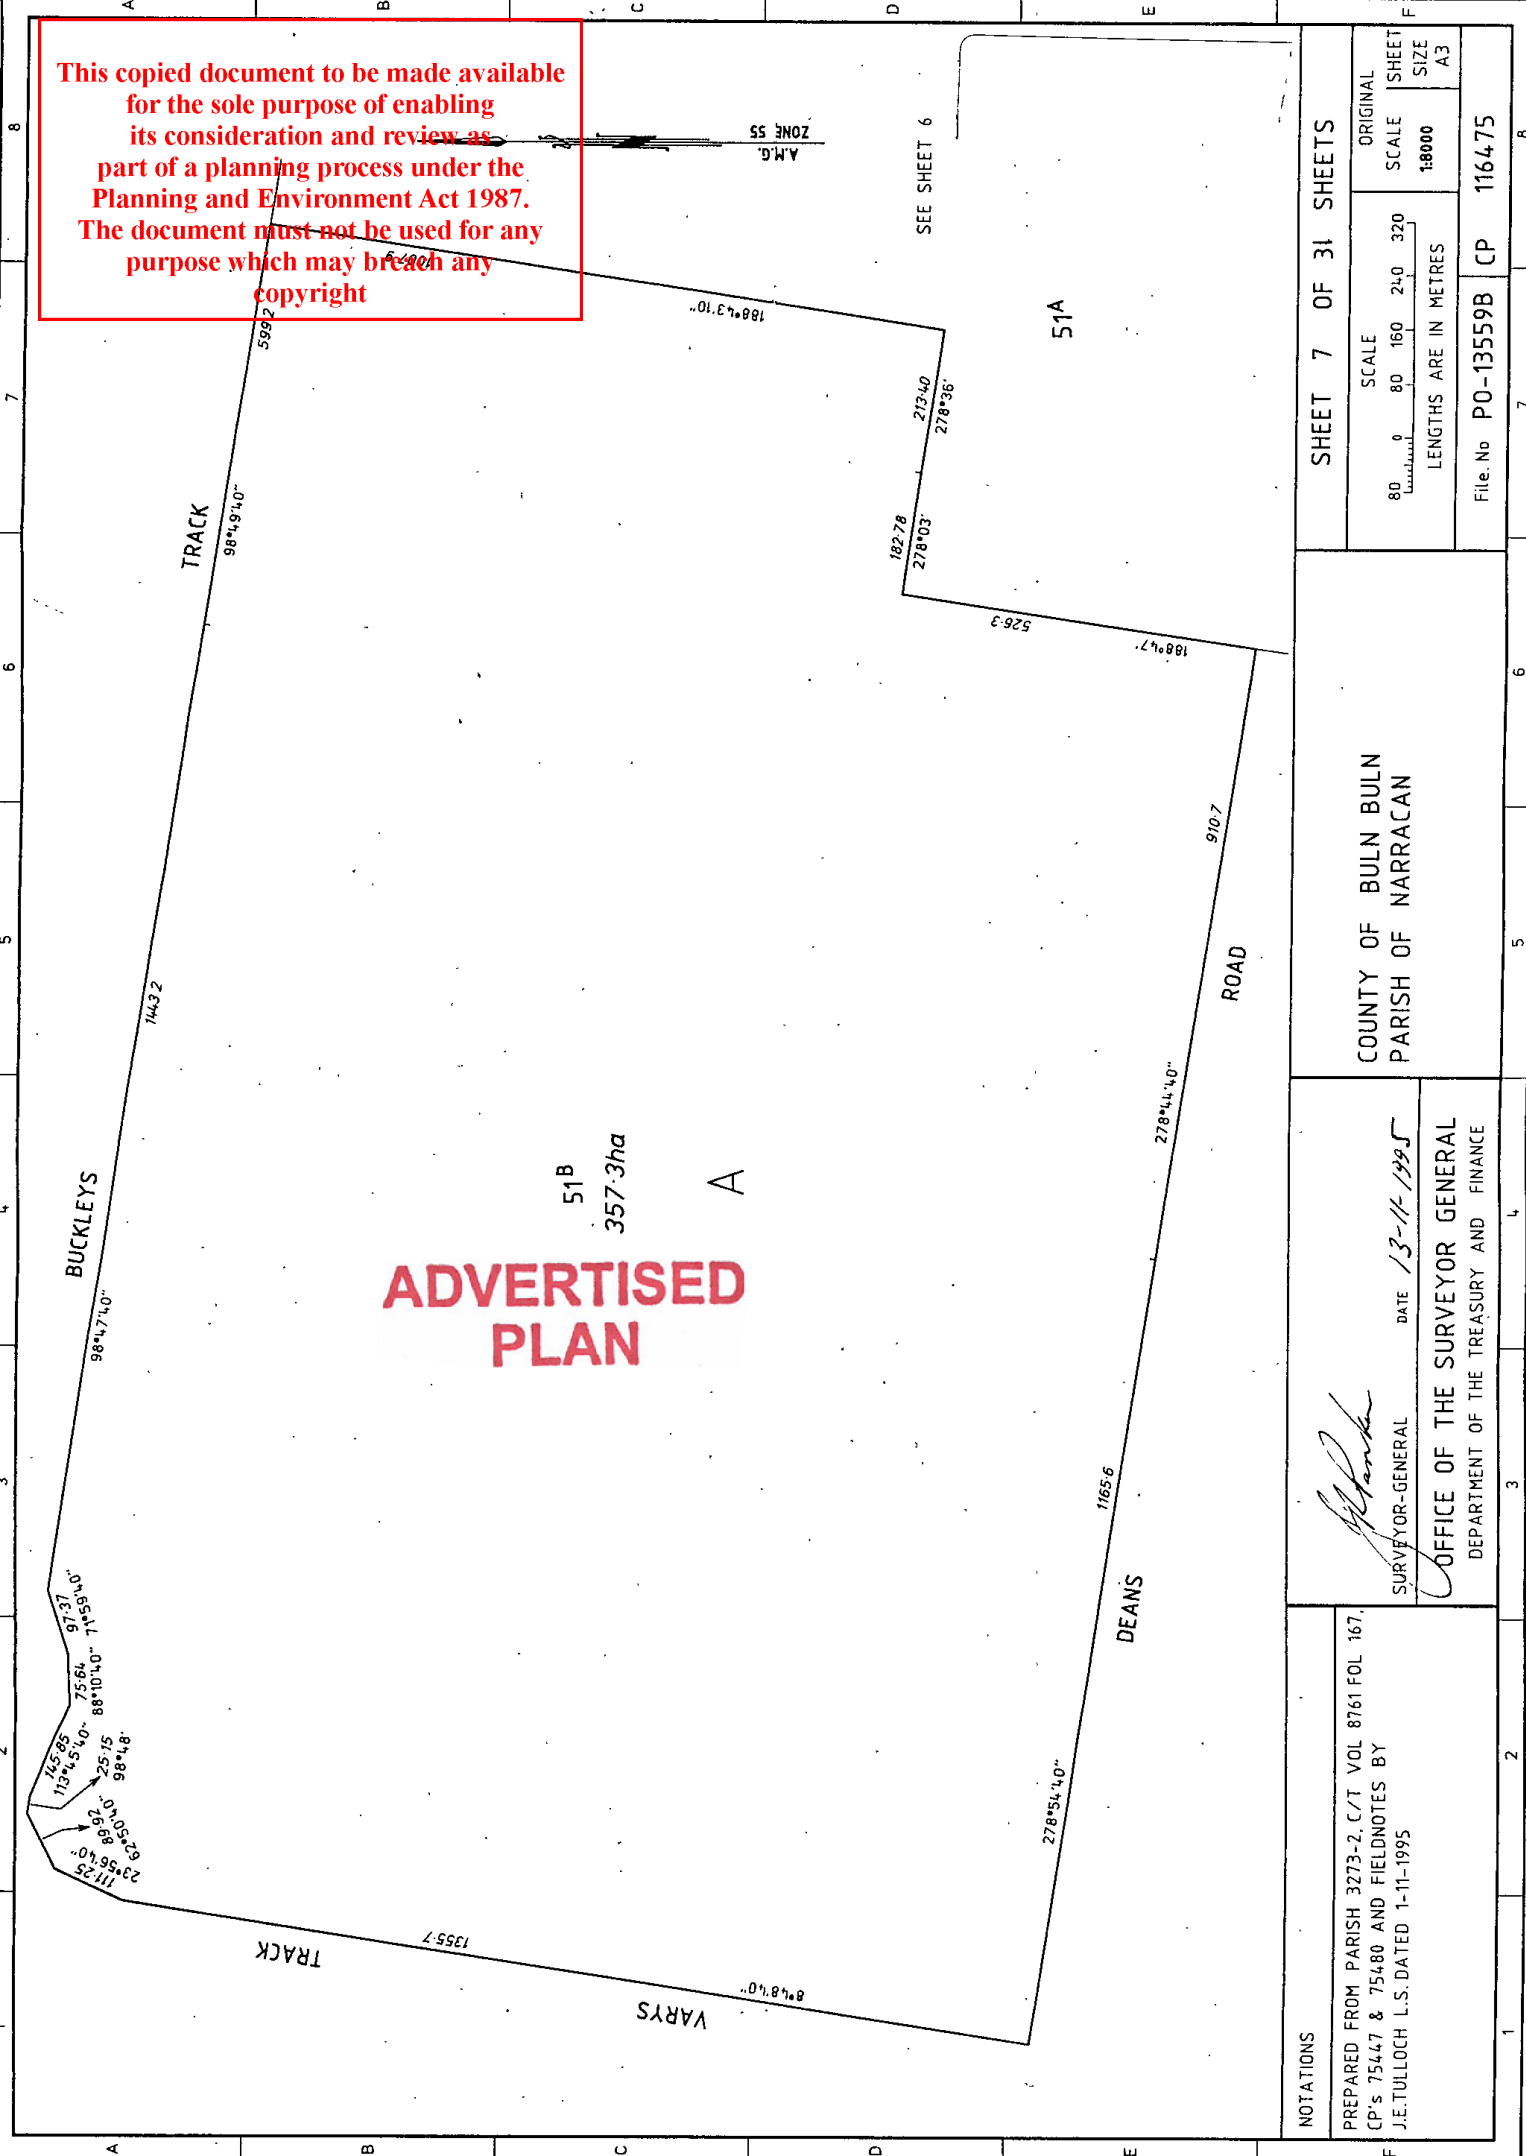 This copied document to be made available
for the sole purpose of enabling
its consideration and review as
part of a planning process under the
Planning and Environment Act 1987.
The document must not be used for any
purpose which may breach any
copyright
A.M.G.
ZONE 55
SEE SHEET 6
51A
TRACK
599.2
98°49'40"
188°43'10"
213·40
278°36'
182·78
278°03'
526·3
188°47'
BUCKLEYS
1443.2
98°47'40"
97·37
71°59'40"
75·64
88°10'40"
145·85
113°45'40"
25·15
98°48'
89·92
62°50'40"
111·25
23°56'40"
51B
357·3ha
A
ADVERTISED
PLAN
910·7
ROAD
278°44'40"
1165·6
DEANS
278°54'40"
TRACK
1355·7
VARYS
8°48'40"
NOTATIONS
PREPARED FROM PARISH 3273-2, C/T VOL 8761 FOL 167,
CP's 75447 & 75480 AND FIELDNOTES BY
J.E.TULLOCH L.S. DATED 1-11-1995
SURVEYOR-GENERAL
DATE 13-11-1995
OFFICE OF THE SURVEYOR GENERAL
DEPARTMENT OF THE TREASURY AND FINANCE
COUNTY OF BULN BULN
PARISH OF NARRACAN
SHEET 7 OF 31 SHEETS
SCALE
80 0 80 160 240 320
LENGTHS ARE IN METRES
ORIGINAL
SCALE
1:8000
SHEET
SIZE
A3
File. No PO-13559B
CP 116475
1 2 3 4 5 6 7 8
A B C D E F